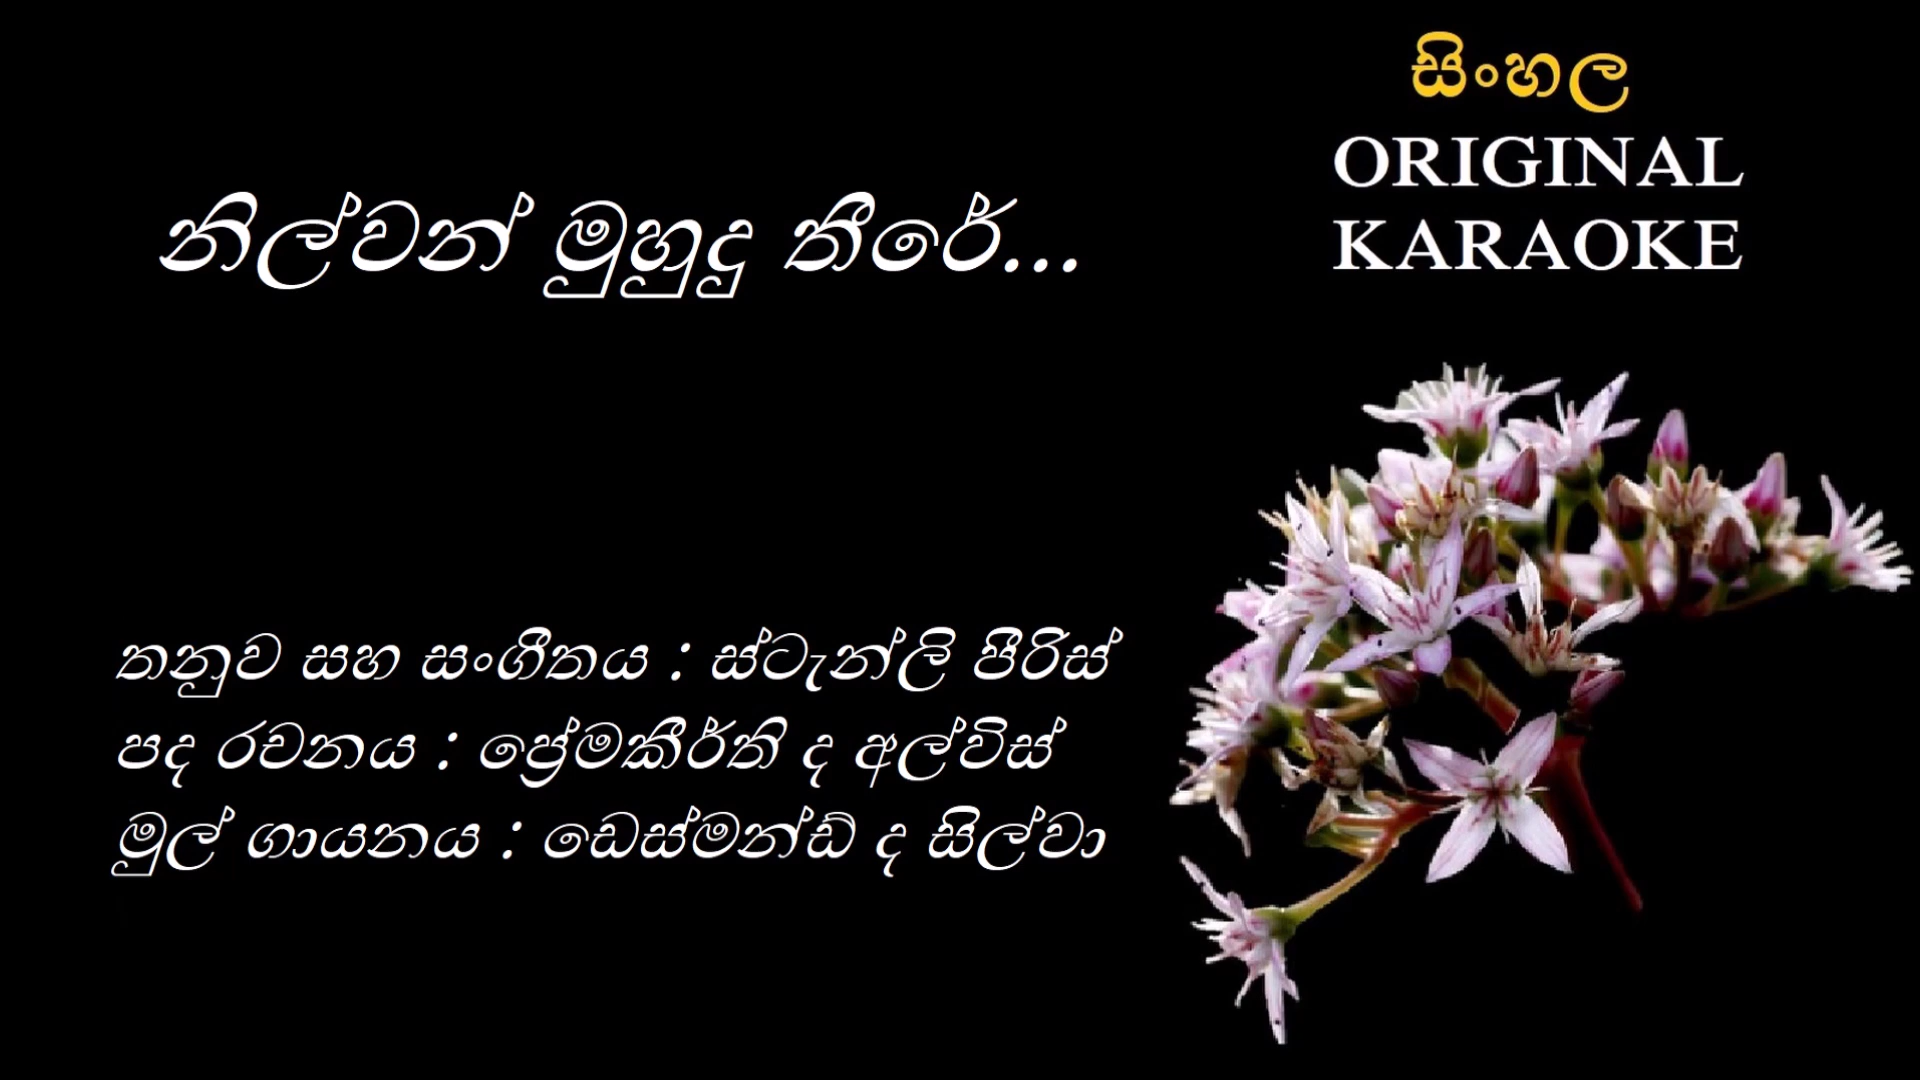 සිංහල
ORIGINAL
KARAOKE
නිල්වන් මුහුදු තීරේ...
තනුව සහ සංගීතය : ස්ටැන්ලි පීරිස්
පද රචනය : ප්‍රේමකීර්ති ද අල්විස්
මුල් ගායනය : ඩෙස්මන්ඩ් ද සිල්වා